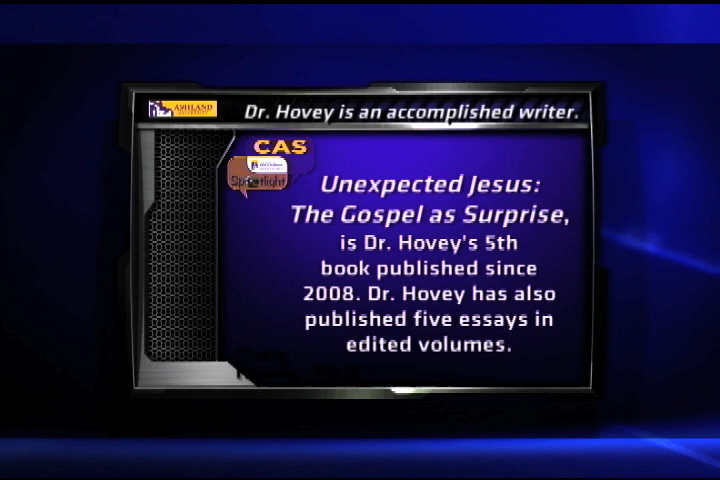 ASHLAND
UNIVERSITY
Dr. Hovey is an accomplished writer.
CAS
Spotlight
Unexpected Jesus:
The Gospel as Surprise,
is Dr. Hovey's 5th
book published since
2008. Dr. Hovey has also
published five essays in
edited volumes.